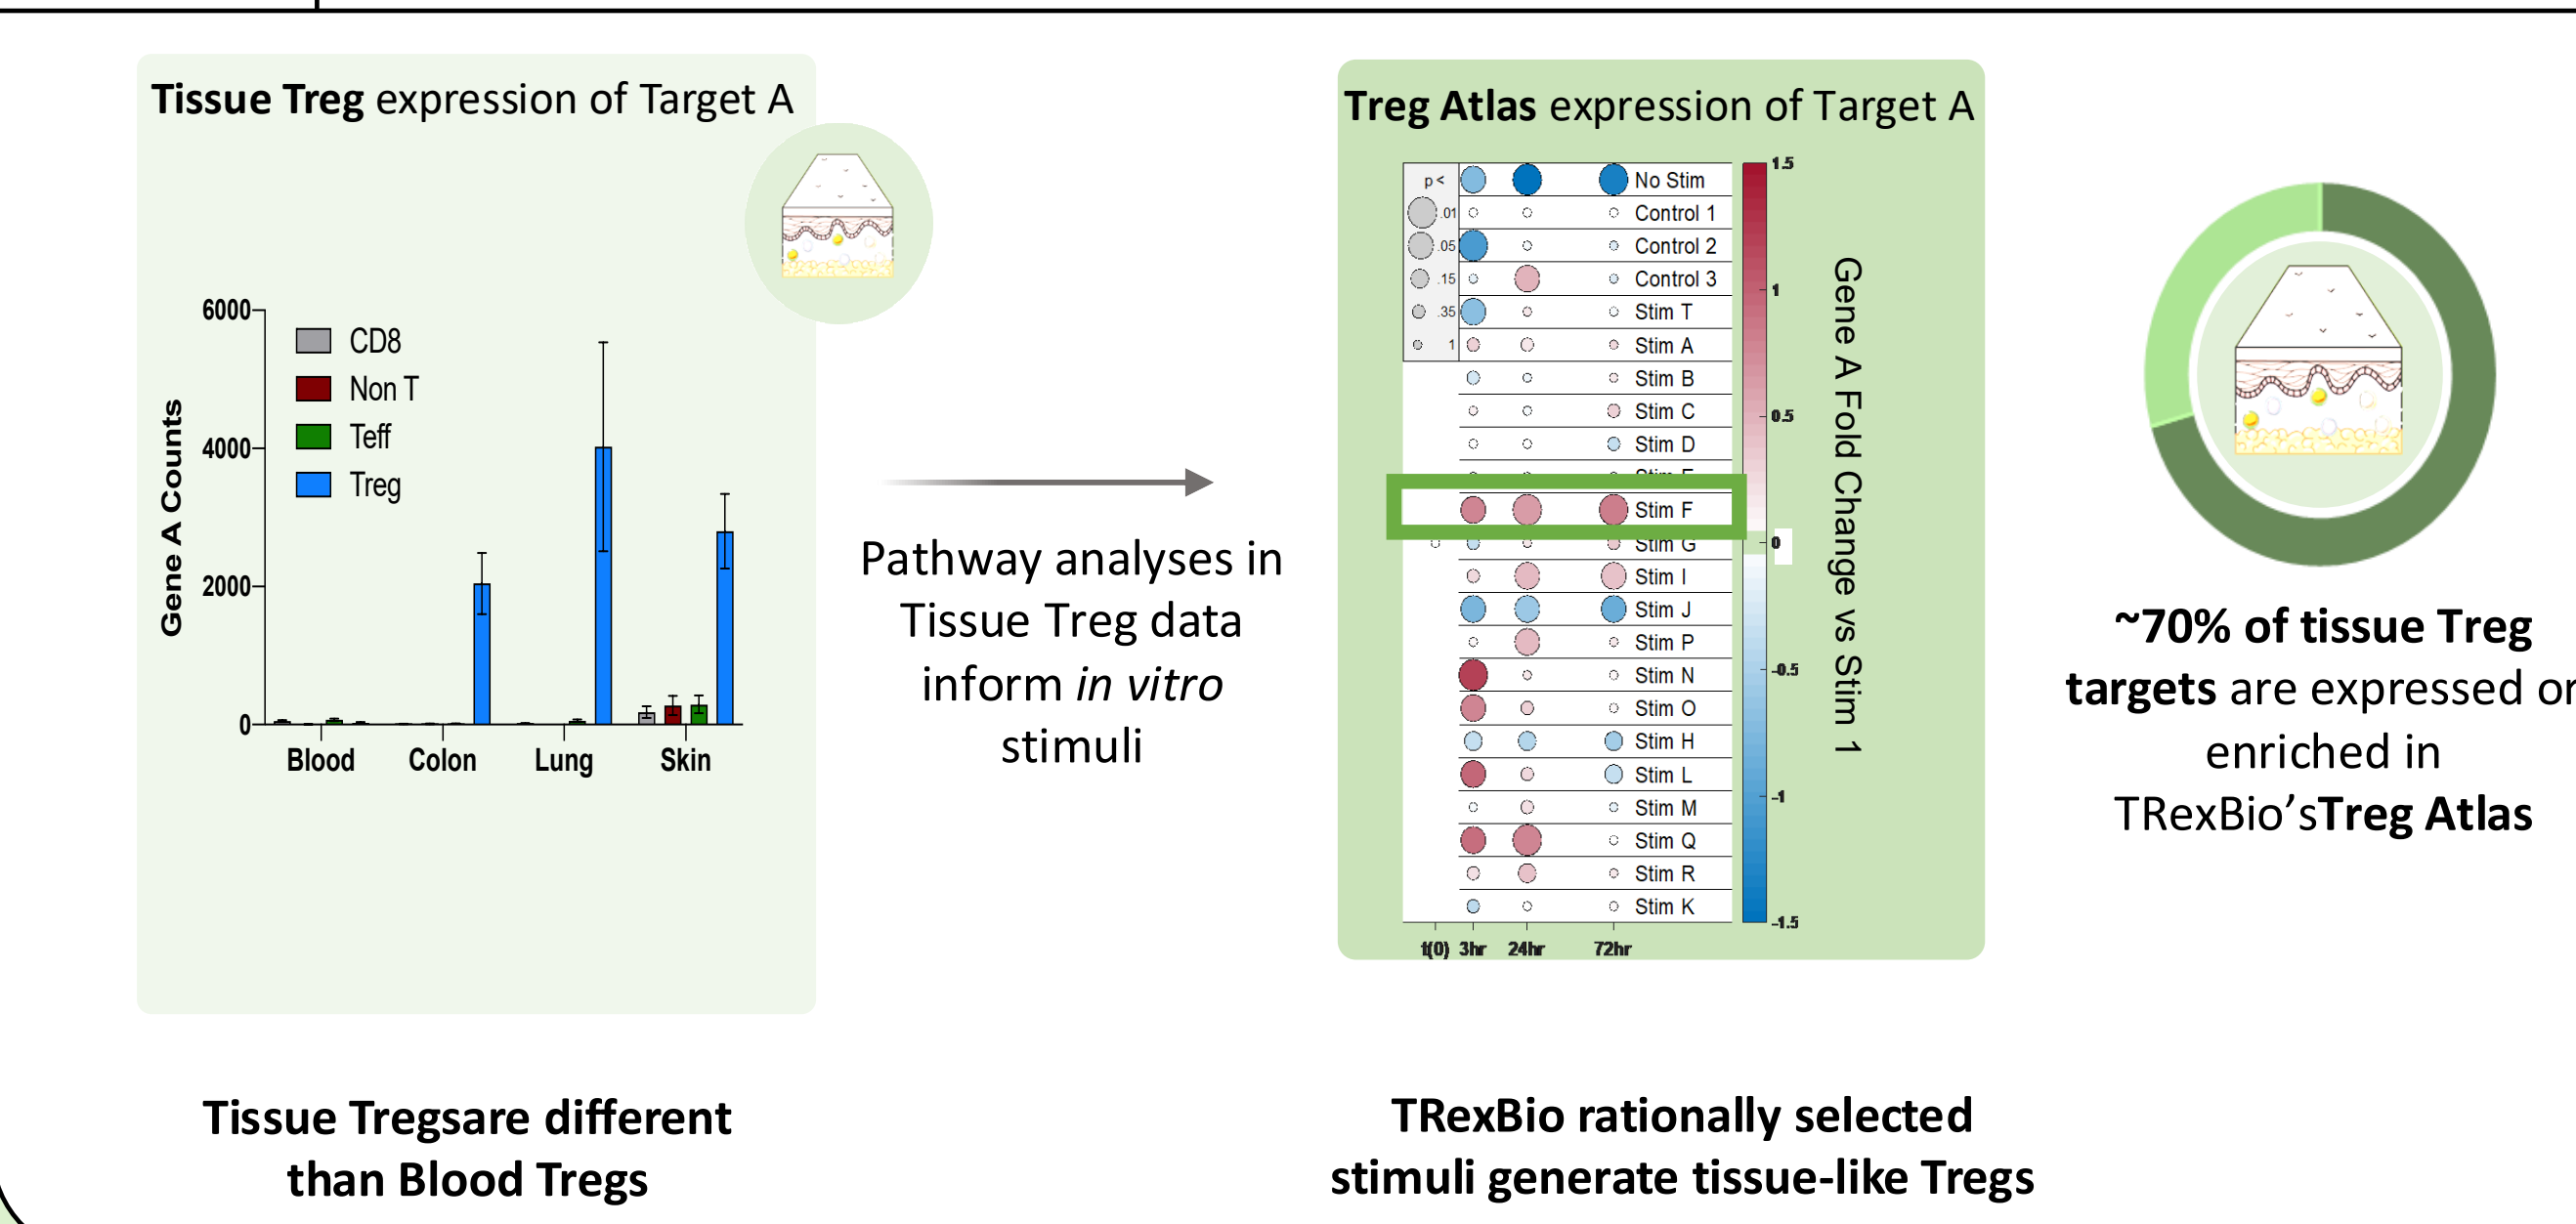 Tissue Treg expression of Target A
6000
4000
2000
0
Gene A Counts
CD8
Non T
Teff
Treg
Blood Colon Lung Skin
Tissue Tregsare different
than Blood Tregs
Pathway analyses in
Tissue Treg data
inform in vitro
stimuli
Treg Atlas expression of Target A
p <
.01
.05
.15
.35
1
No Stim
Control 1
Control 2
Control 3
Stim T
Stim A
Stim B
Stim C
Stim D
Stim F
Stim G
Stim I
Stim J
Stim P
Stim N
Stim O
Stim H
Stim L
Stim M
Stim Q
Stim R
Stim K
t(0) 3hr 24hr 72hr
1.5
1
0.5
0
-0.5
-1
-1.5
Gene A Fold Change vs Stim 1
TRexBio rationally selected
stimuli generate tissue-like Tregs
~70% of tissue Treg
targets are expressed or
enriched in
TRexBio'sTreg Atlas